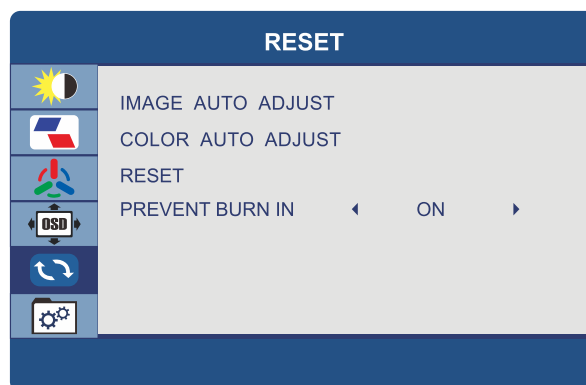 RESET
IMAGE AUTO ADJUST
COLOR AUTO ADJUST
RESET
PREVENT BURN IN ON
OSD